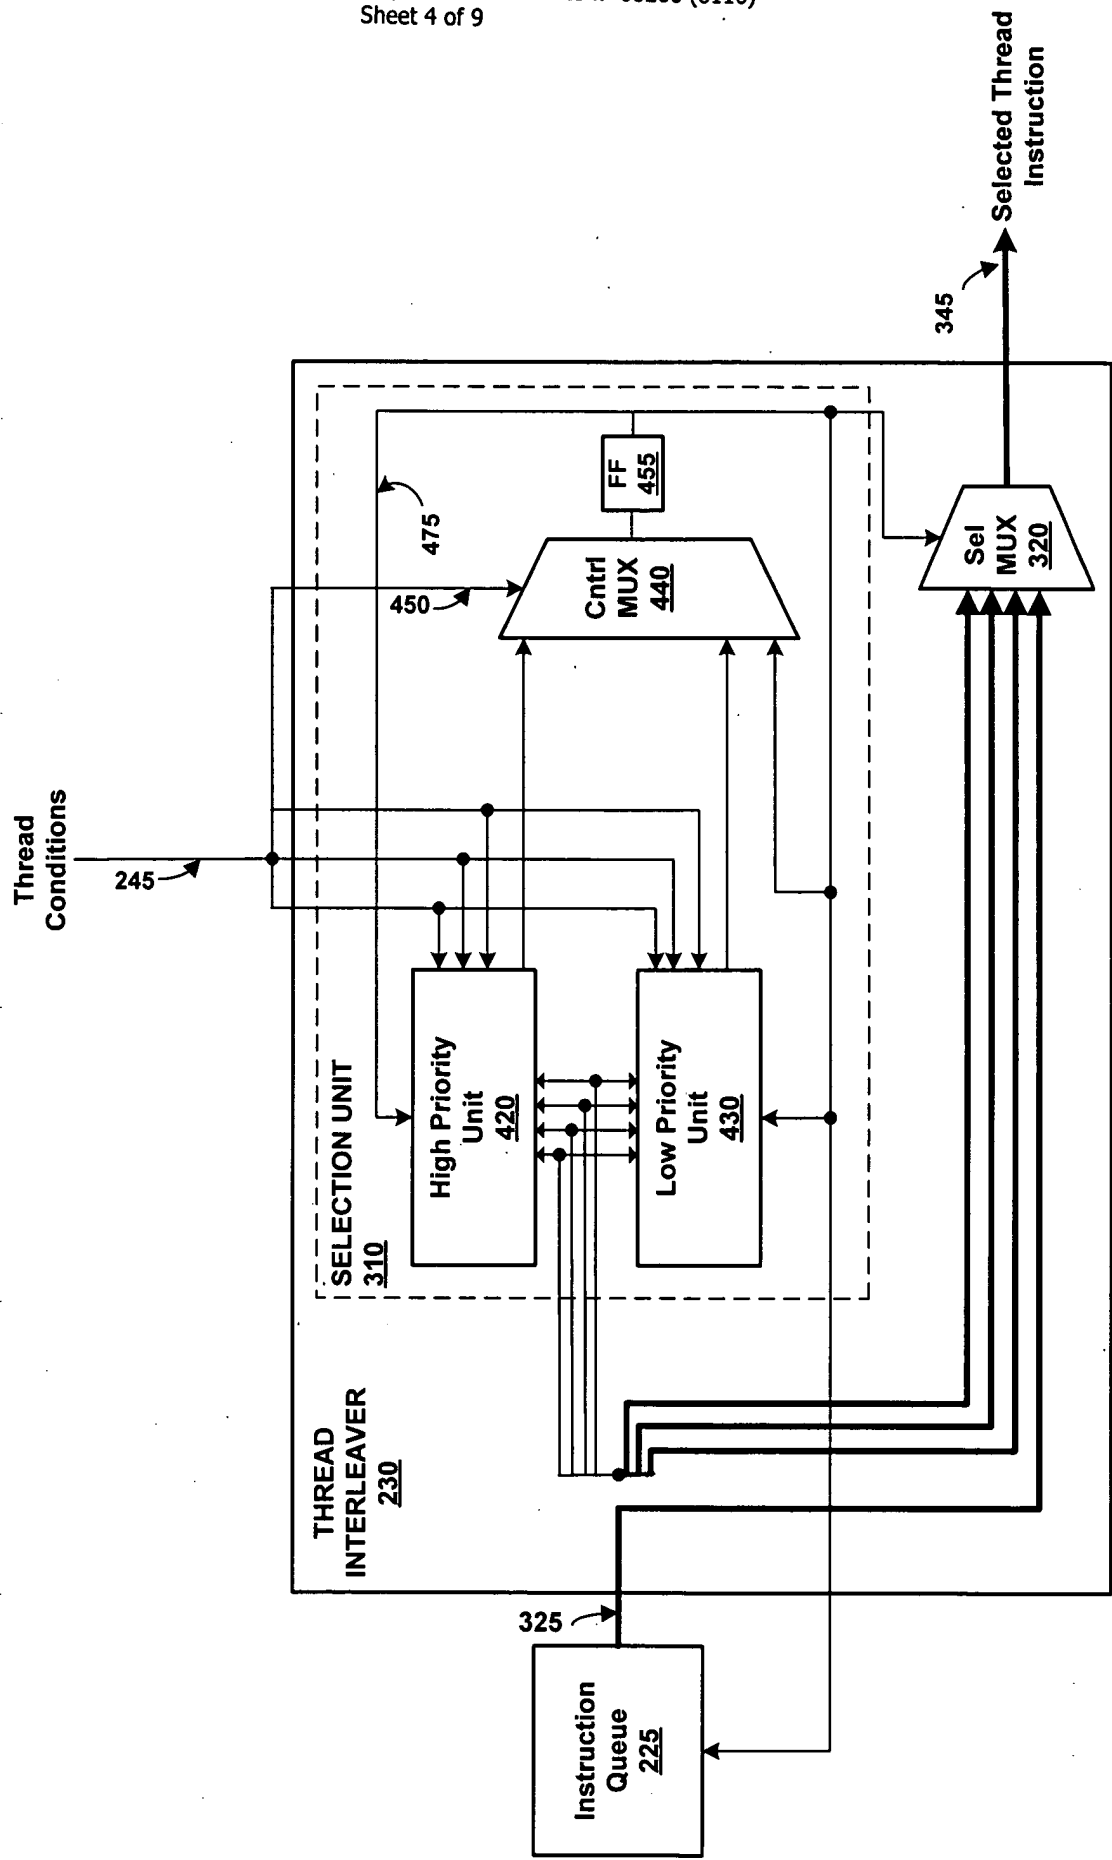 Sheet 4 of 9
Thread
Conditions
245
THREAD
INTERLEAVER
230
SELECTION UNIT
310
High Priority
Unit
420
Low Priority
Unit
430
450
475
Cntrl
MUX
440
FF
455
Sel
MUX
320
345
Selected Thread
Instruction
325
Instruction
Queue
225